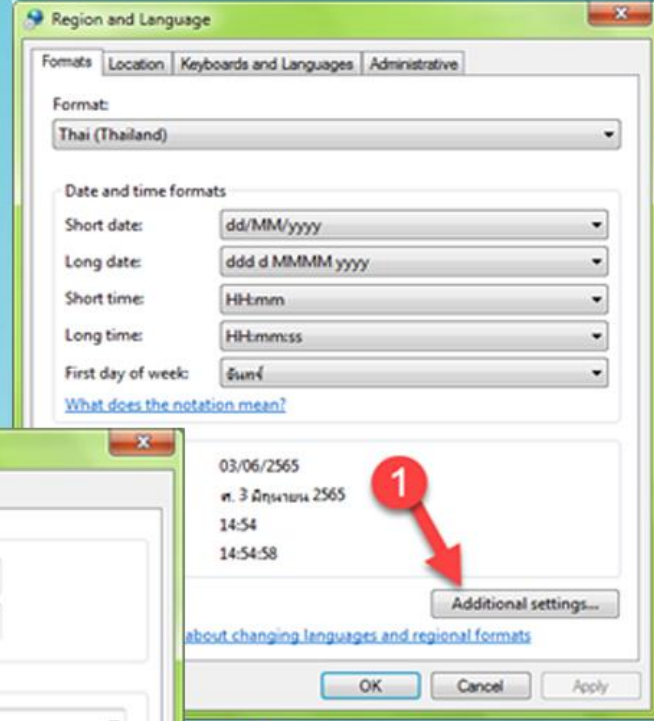 Region and Language
Formats Location Keyboards and Languages Administrative
Format:
Thai (Thailand)
Date and time formats
Short date: dd/MM/yyyy
Long date: ddd d MMMM yyyy
Short time: HH:mm
Long time: HH:mm:ss
First day of week: จันทร์
What does the notation mean?
03/06/2565
ศ. 3 มิถุนายน 2565
1
14:54
14:54:58
Additional settings...
about changing languages and regional formats
OK Cancel Apply